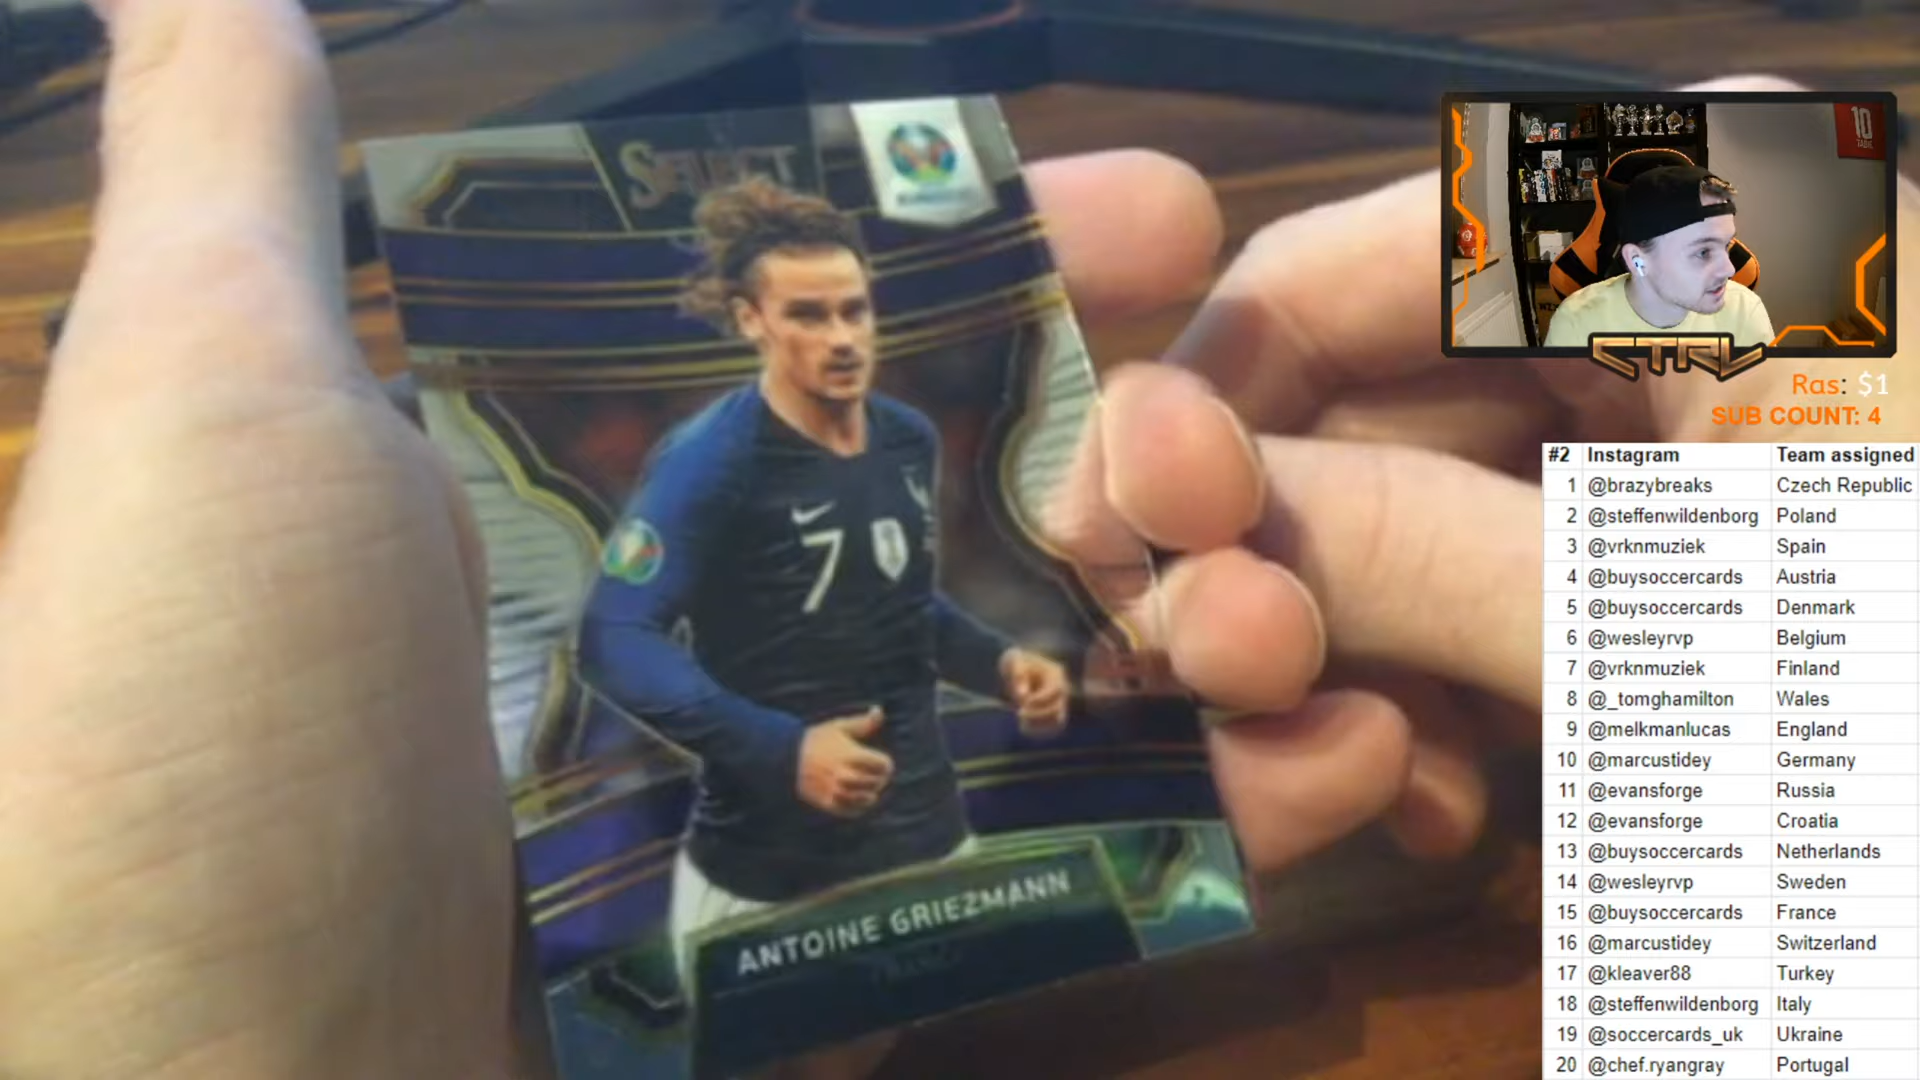 SELECT
7
ANTOINE GRIEZMANN
FRANCE
10
CTRL
Ras: $1
SUB COUNT: 4
#2 Instagram Team assigned
1 @brazybreaks Czech Republic
2 @steffenwildenborg Poland
3 @vrknmuziek Spain
4 @buysoccercards Austria
5 @buysoccercards Denmark
6 @wesleyrvp Belgium
7 @vrknmuziek Finland
8 @_tomghamilton Wales
9 @melkmanlucas England
10 @marcustidey Germany
11 @evansforge Russia
12 @evansforge Croatia
13 @buysoccercards Netherlands
14 @wesleyrvp Sweden
15 @buysoccercards France
16 @marcustidey Switzerland
17 @kleaver88 Turkey
18 @steffenwildenborg Italy
19 @soccercards_uk Ukraine
20 @chef.ryangray Portugal